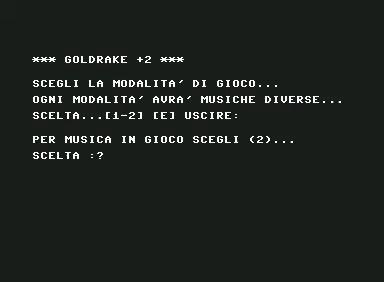 *** GOLDRAKE +2 ***
SCEGLI LA MODALITA' DI GIOCO...
OGNI MODALITA' AVRA' MUSICHE DIVERSE...
SCELTA...[1-2] [E] USCIRE:
PER MUSICA IN GIOCO SCEGLI (2)...
SCELTA :?